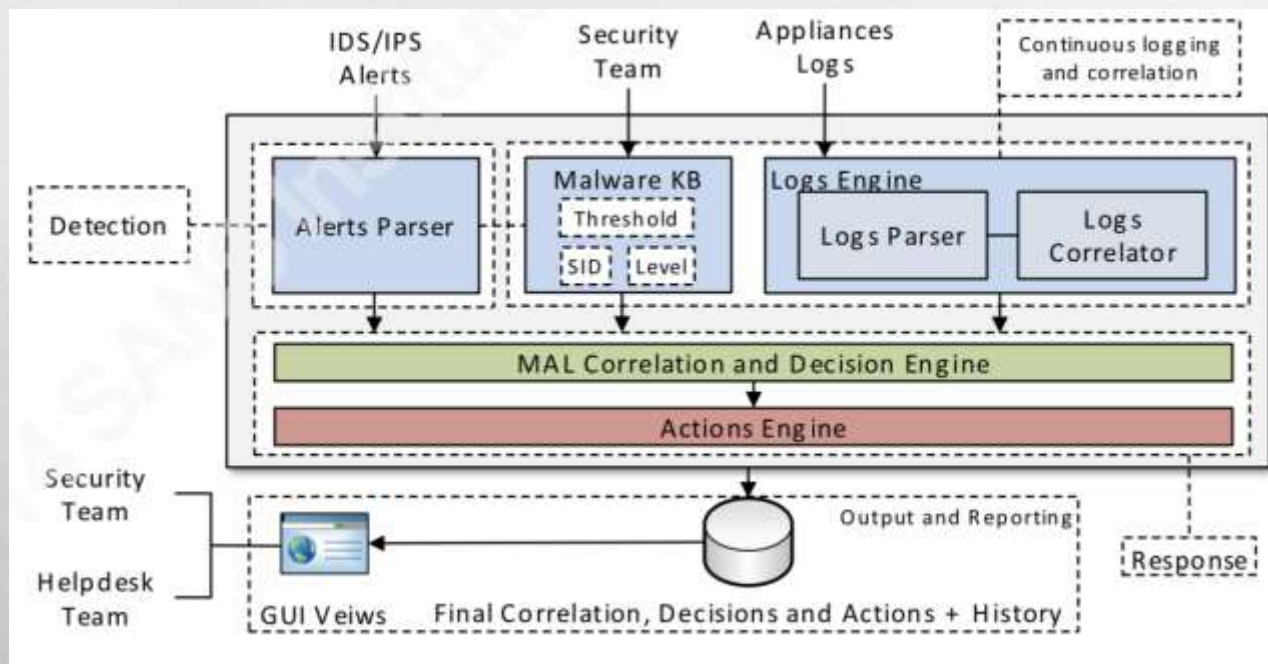 IDS/IPS
Alerts
Security
Team
Appliances
Logs
Continuous logging
and correlation
Detection
Alerts Parser
Malware KB
Threshold
SID
Level
Logs Engine
Logs Parser
Logs
Correlator
MAL Correlation and Decision Engine
Actions Engine
Security
Team
Helpdesk
Team
Output and Reporting
Response
GUI Veiws
Final Correlation, Decisions and Actions + History